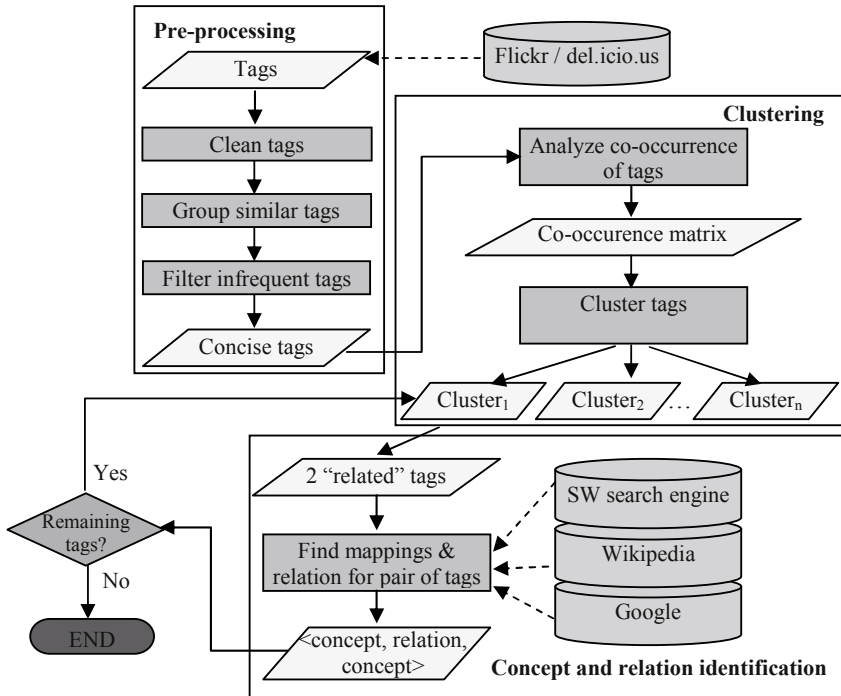 Pre-processing
Flickr / del.icio.us
Tags
Clean tags
Group similar tags
Filter infrequent tags
Concise tags
Clustering
Analyze co-occurrence
of tags
Co-occurence matrix
Cluster tags
Cluster1
Cluster2
...
Clustern
2 “related” tags
Find mappings &
relation for pair of tags
<concept, relation,
concept>
SW search engine
Wikipedia
Google
Concept and relation identification
Yes
Remaining
tags?
No
END